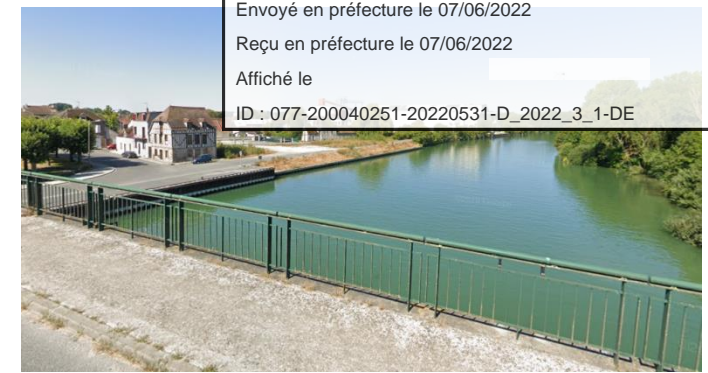 Envoyé en préfecture le 07/06/2022
Reçu en préfecture le 07/06/2022
Affiché le
ID : 077-200040251-20220531-D_2022_3_1-DE